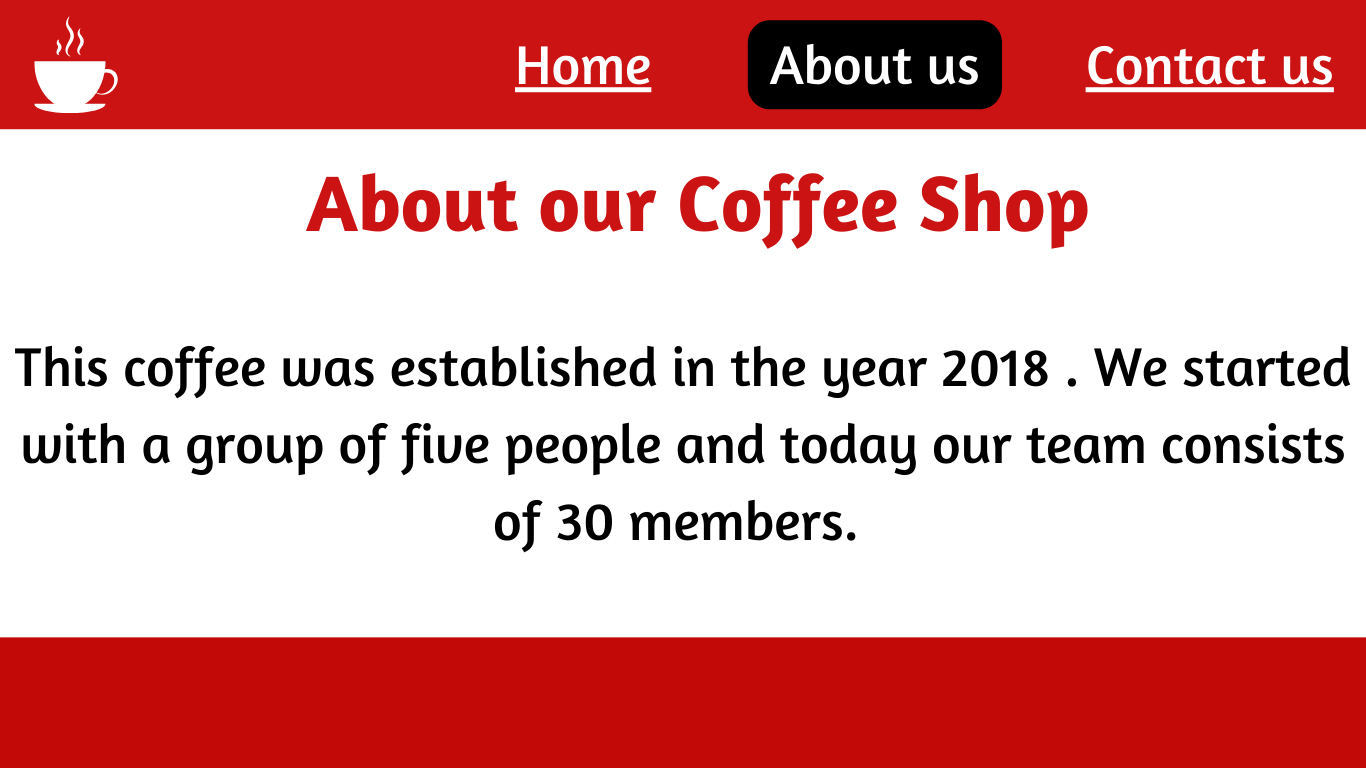 Home About us Contact us
About our Coffee Shop
This coffee was established in the year 2018 . We started
with a group of five people and today our team consists
of 30 members.